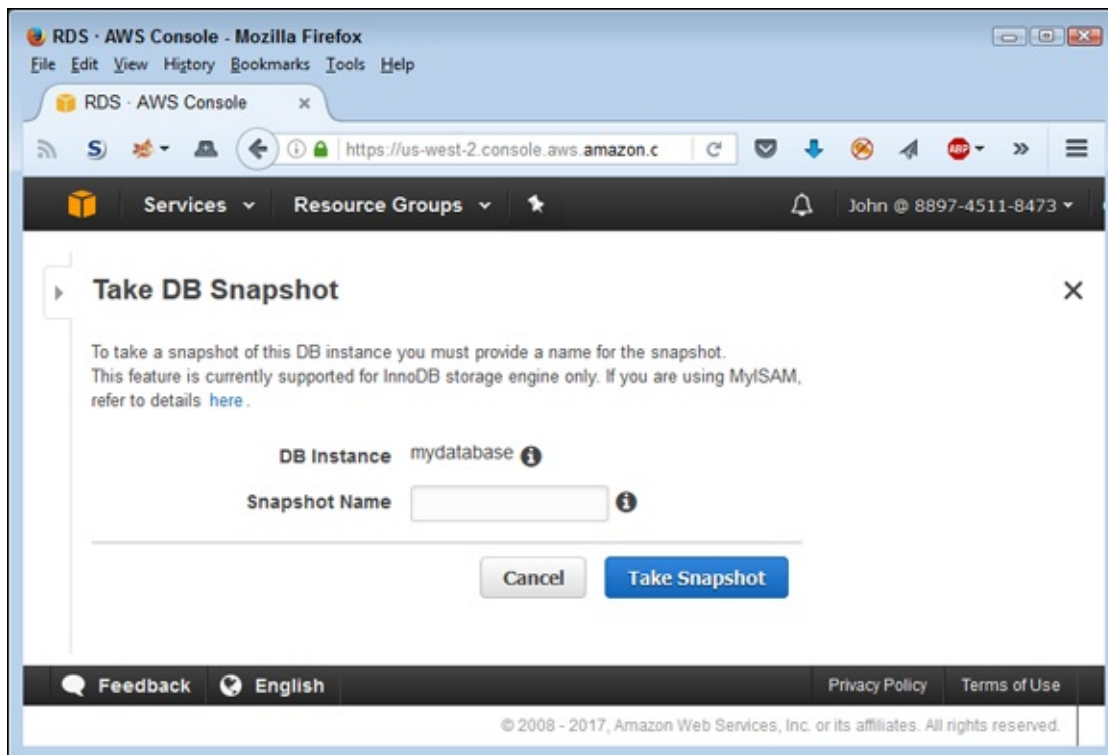 RDS · AWS Console - Mozilla Firefox
File Edit View History Bookmarks Tools Help
RDS · AWS Console
https://us-west-2.console.aws.amazon.c
ABP
Services Resource Groups John @ 8897-4511-8473
Take DB Snapshot
To take a snapshot of this DB instance you must provide a name for the snapshot.
This feature is currently supported for InnoDB storage engine only. If you are using MyISAM,
refer to details here .
DB Instance mydatabase
Snapshot Name
Cancel Take Snapshot
Feedback English Privacy Policy Terms of Use
© 2008 - 2017, Amazon Web Services, Inc. or its affiliates. All rights reserved.